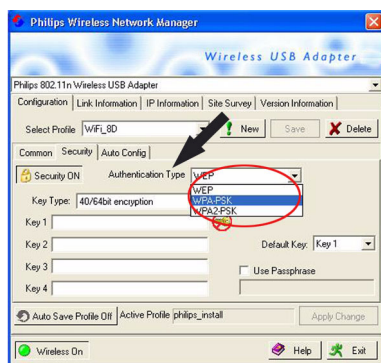 Philips Wireless Network Manager
Wireless USB Adapter
Philips 802.11n Wireless USB Adapter
Configuration Link Information IP Information Site Survey Version Information
Select Profile WiFi_8D New Save Delete
Common Security Auto Config
Security ON Authentication Type WEP
WEP
Key Type: 40/64bit encryption WPA-PSK
WPA2-PSK
Key 1
Key 2 Default Key: Key 1
Key 3 Use Passphrase
Key 4
Auto Save Profile Off Active Profile philips_install Apply Change
Wireless On Help Exit